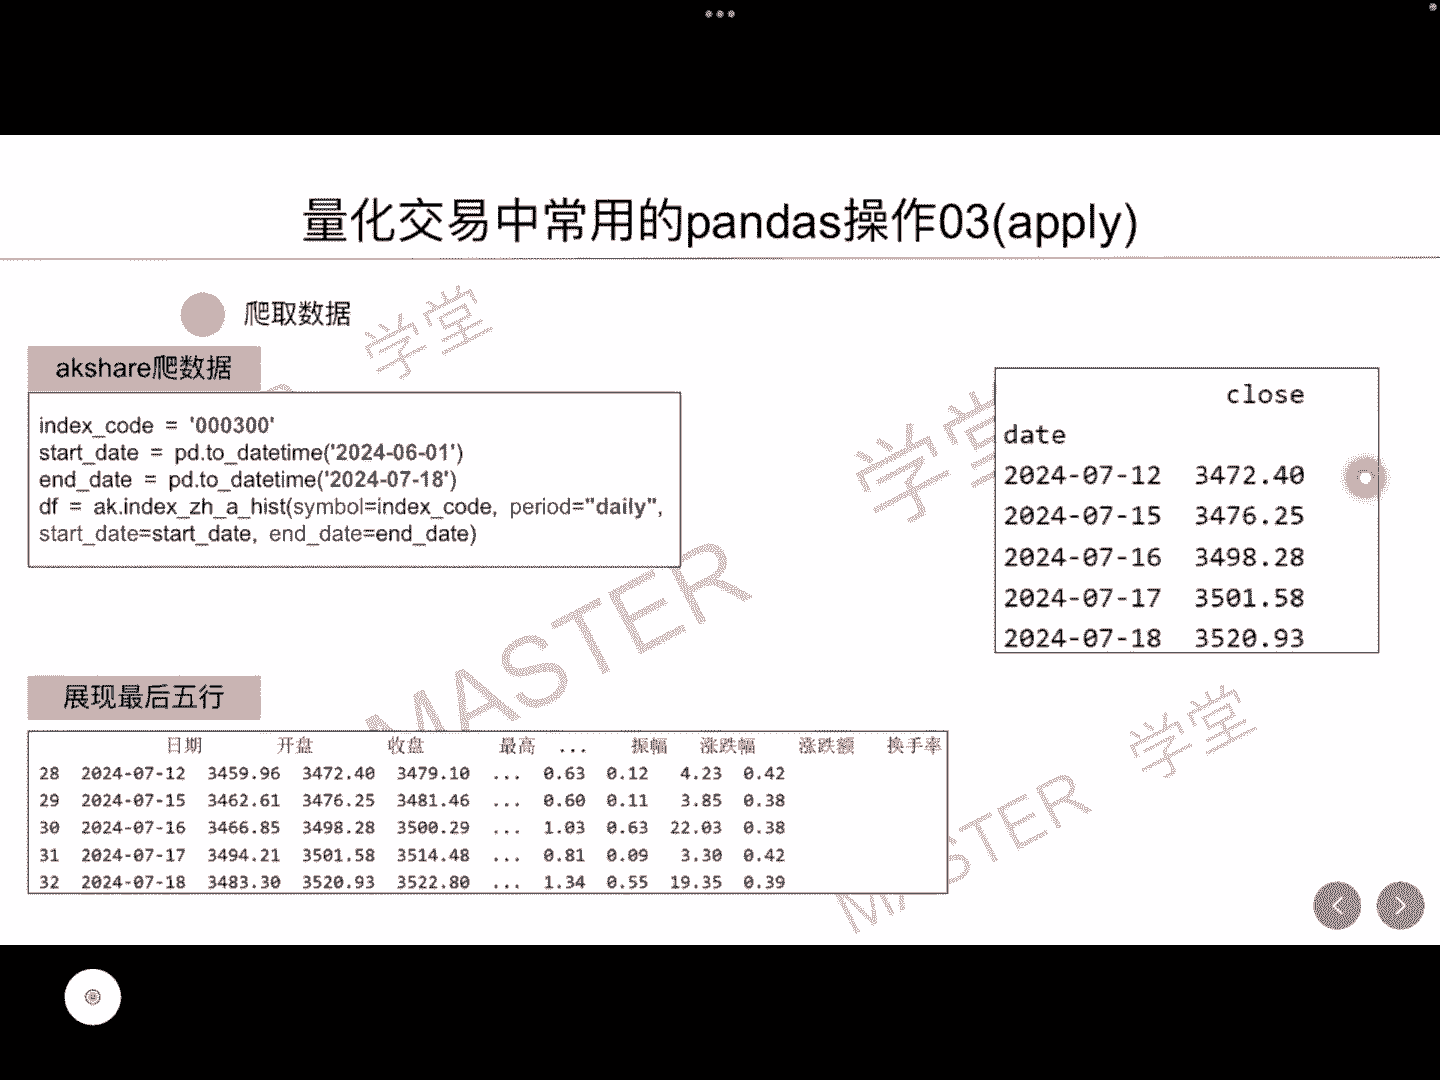 量化交易中常用的pandas操作03(apply)
爬取数据
akshare爬数据
index_code = '000300'
start_date = pd.to_datetime('2024-06-01')
end_date = pd.to_datetime('2024-07-18')
df = ak.index_zh_a_hist(symbol=index_code, period="daily",
start_date=start_date, end_date=end_date)
close
date
2024-07-12 3472.40
2024-07-15 3476.25
2024-07-16 3498.28
2024-07-17 3501.58
2024-07-18 3520.93
展现最后五行
日期 开盘 收盘 最高 ... 振幅 涨跌幅 涨跌额 换手率
28 2024-07-12 3459.96 3472.40 3479.10 ... 0.63 0.12 4.23 0.42
29 2024-07-15 3462.61 3476.25 3481.46 ... 0.60 0.11 3.85 0.38
30 2024-07-16 3466.85 3498.28 3500.29 ... 1.03 0.63 22.03 0.38
31 2024-07-17 3494.21 3501.58 3514.48 ... 0.81 0.09 3.30 0.42
32 2024-07-18 3483.30 3520.93 3522.80 ... 1.34 0.55 19.35 0.39
学堂
学堂
MASTER
MASTER 学堂